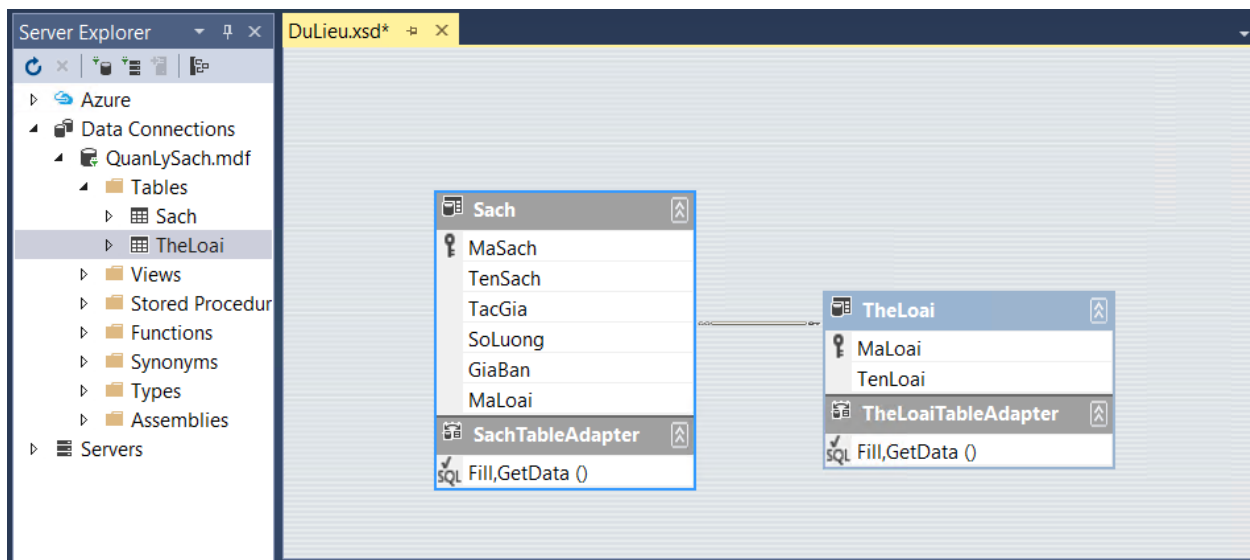 Server Explorer
Azure
Data Connections
QuanLySach.mdf
Tables
Sach
TheLoai
Views
Stored Procedur
Functions
Synonyms
Types
Assemblies
Servers
DuLieu.xsd*
Sach
MaSach
TenSach
TacGia
SoLuong
GiaBan
MaLoai
SachTableAdapter
SQL Fill,GetData ()
TheLoai
MaLoai
TenLoai
TheLoaiTableAdapter
SQL Fill,GetData ()